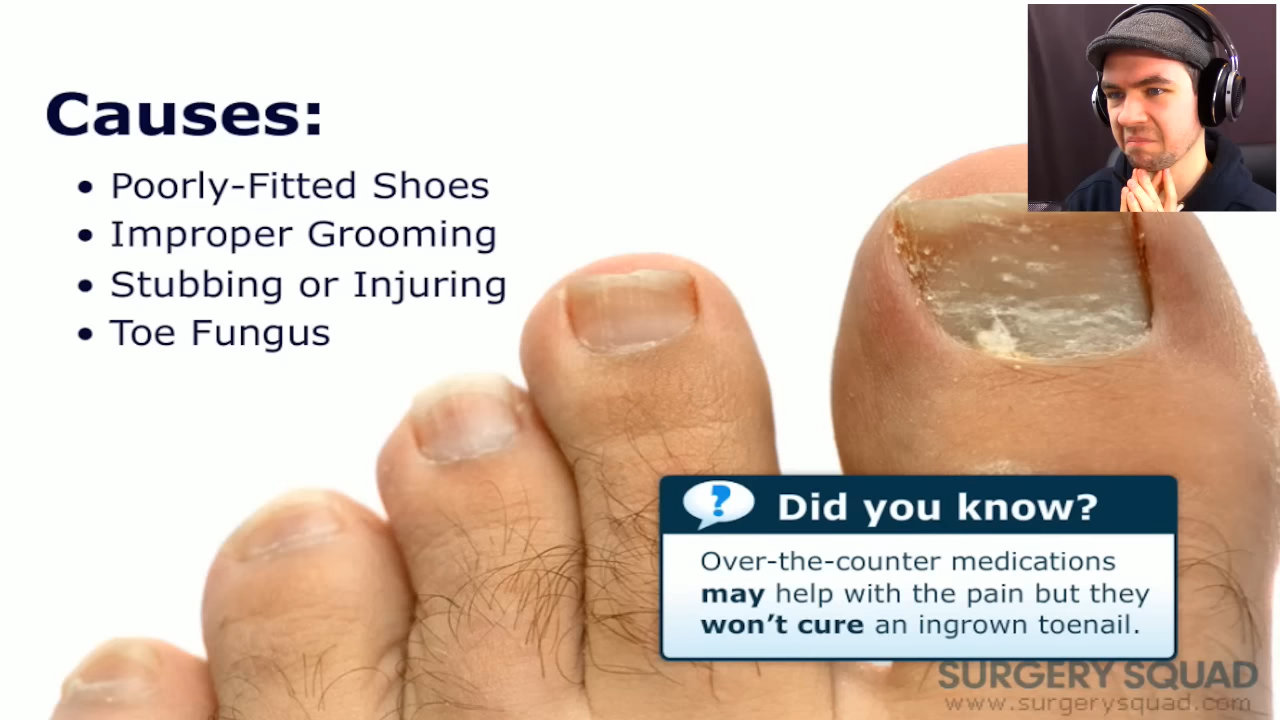 Causes:
• Poorly-Fitted Shoes
• Improper Grooming
• Stubbing or Injuring
• Toe Fungus
? Did you know?
Over-the-counter medications
may help with the pain but they
won't cure an ingrown toenail.
SURGERY SQUAD
www.surgerysquad.com